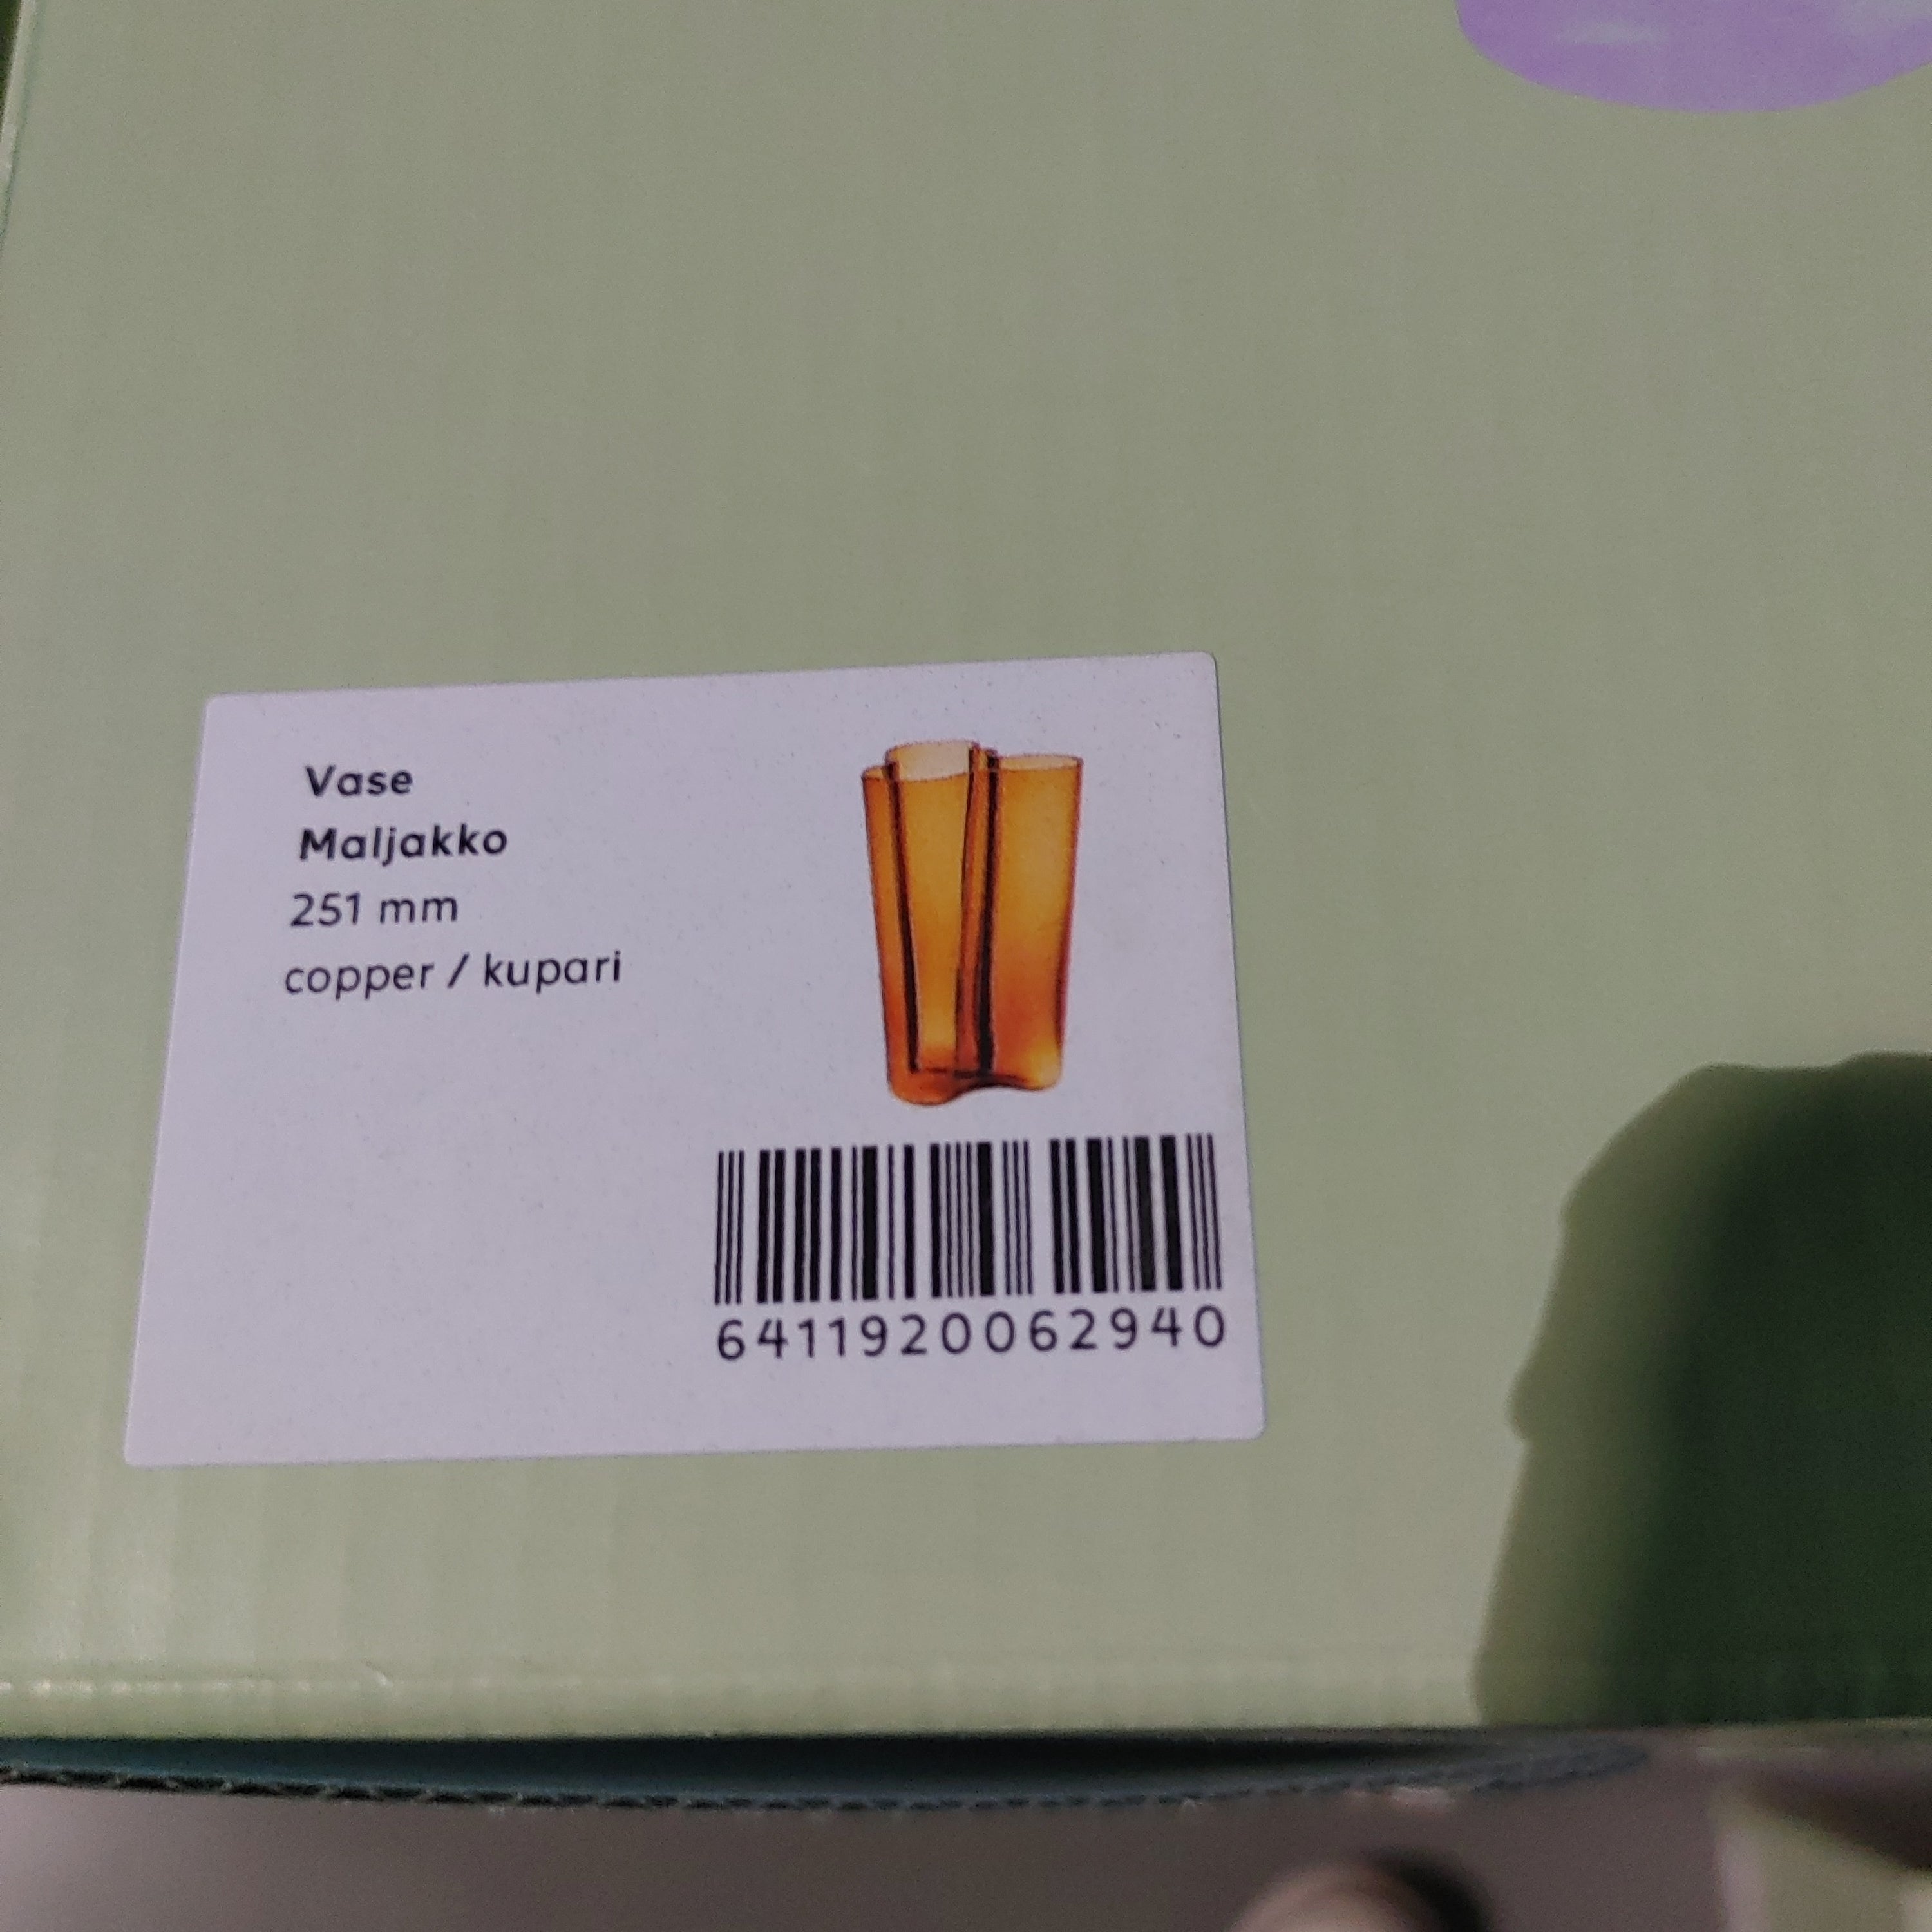 Vase
Maljakko
251 mm
copper / kupari
6411920062940